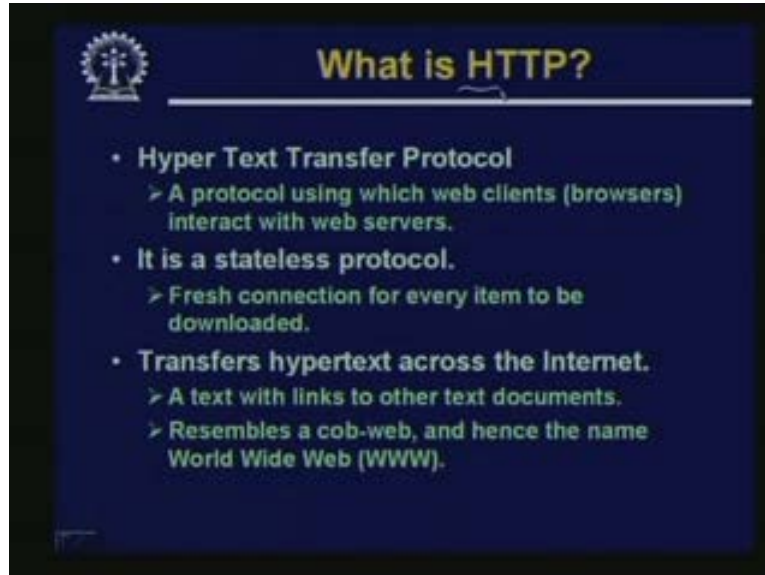 What is HTTP?
• Hyper Text Transfer Protocol
➢ A protocol using which web clients (browsers)
interact with web servers.
• It is a stateless protocol.
➢ Fresh connection for every item to be
downloaded.
• Transfers hypertext across the Internet.
➢ A text with links to other text documents.
➢ Resembles a cob-web, and hence the name
World Wide Web (WWW).